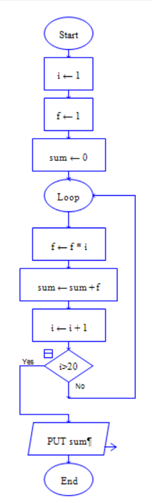 Start
i ← 1
f ← 1
sum ← 0
Loop
f ← f * i
sum ← sum + f
i ← i + 1
Yes
i>20
No
PUT sum¶
End